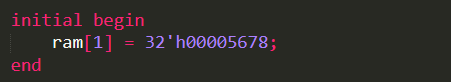 initial begin
    ram[1] = 32'h00005678;
end